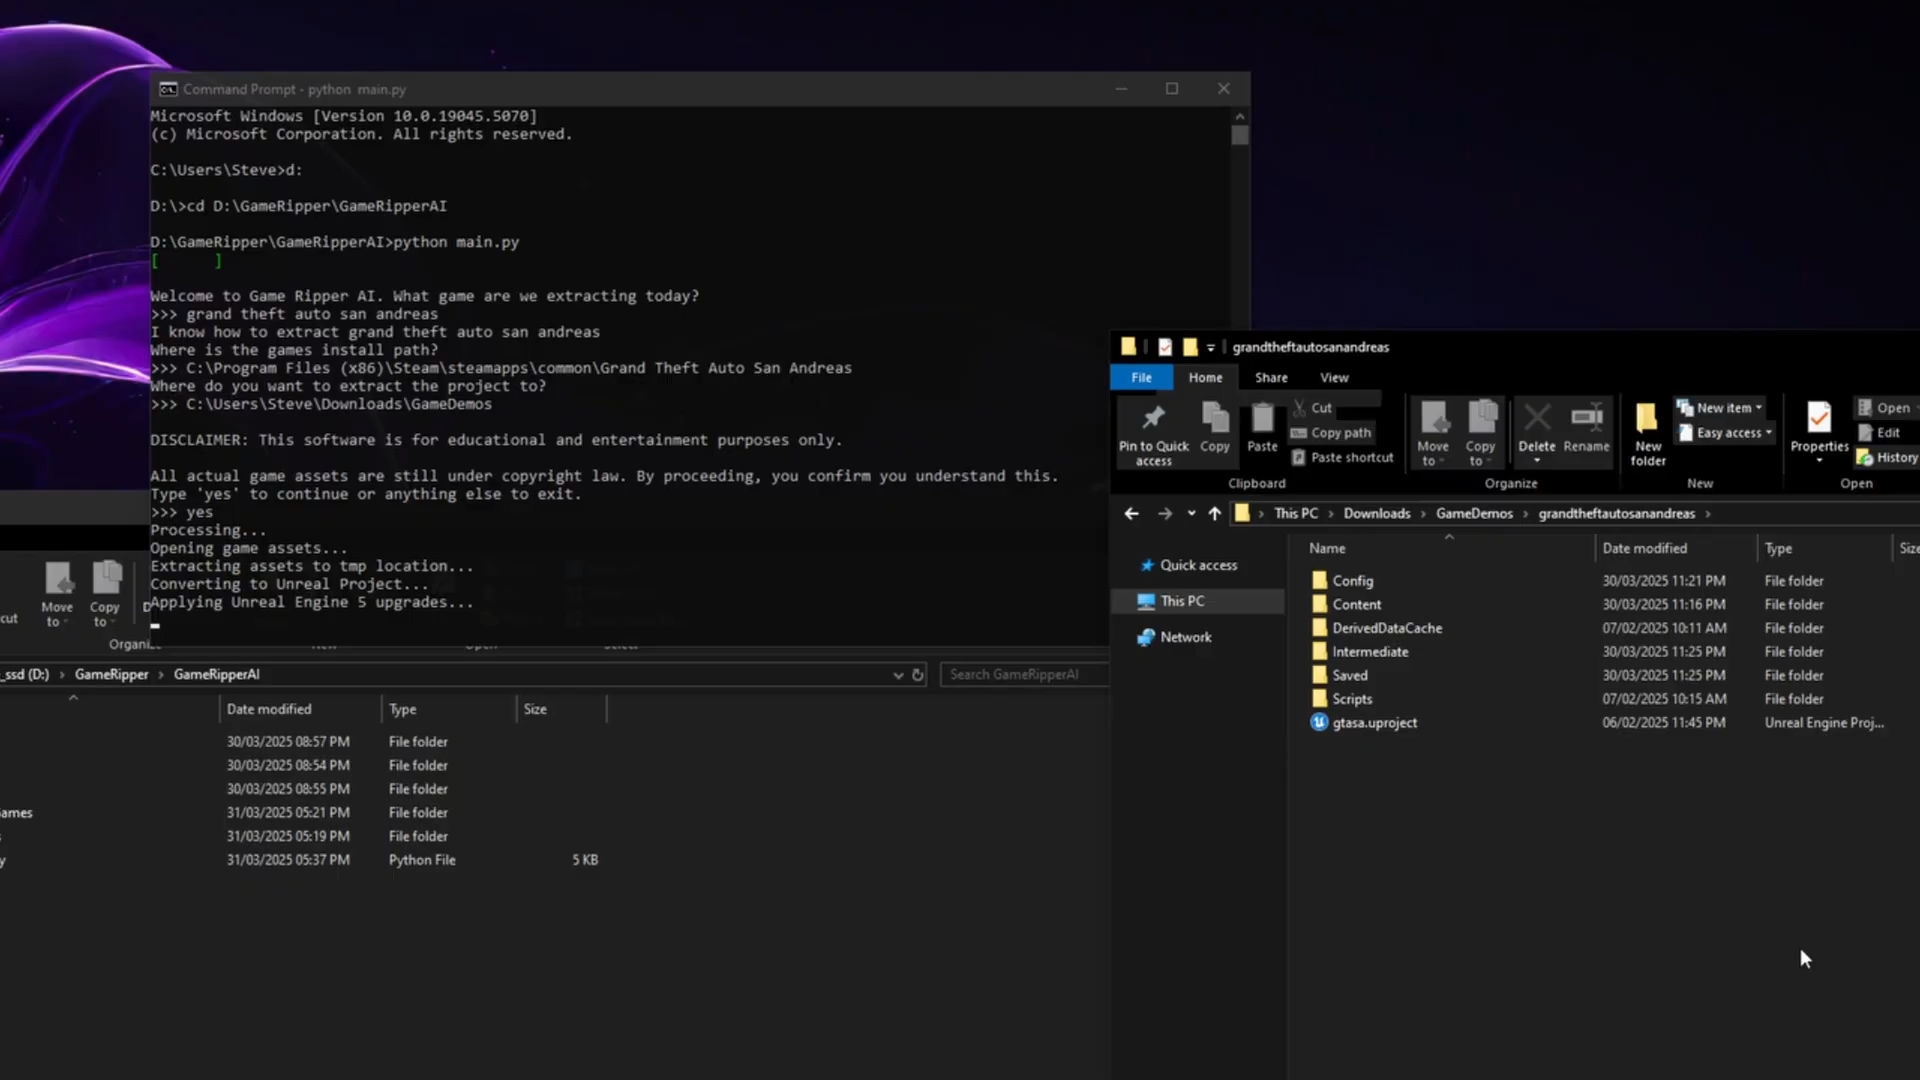 Command Prompt - python  main.py
Microsoft Windows [Version 10.0.19045.5070]
(c) Microsoft Corporation. All rights reserved.
C:\Users\Steve>d:
D:\>cd D:\GameRipper\GameRipperAI
D:\GameRipper\GameRipperAI>python main.py
[      ]
Welcome to Game Ripper AI. What game are we extracting today?
>>> grand theft auto san andreas
I know how to extract grand theft auto san andreas
Where is the games install path?
>>> C:\Program Files (x86)\Steam\steamapps\common\Grand Theft Auto San Andreas
Where do you want to extract the project to?
>>> C:\Users\Steve\Downloads\GameDemos
DISCLAIMER: This software is for educational and entertainment purposes only.
All actual game assets are still under copyright law. By proceeding, you confirm you understand this.
Type 'yes' to continue or anything else to exit.
>>> yes
Processing...
Opening game assets...
Extracting assets to tmp location...
Converting to Unreal Project...
Applying Unreal Engine 5 upgrades...
cut
Move to
Copy to
D
Organiz
_ssd (D:) > GameRipper > GameRipperAI
Search GameRipperAI
Date modified Type Size
30/03/2025 08:57 PM File folder
30/03/2025 08:54 PM File folder
30/03/2025 08:55 PM File folder
ames 31/03/2025 05:21 PM File folder
s 31/03/2025 05:19 PM File folder
y 31/03/2025 05:37 PM Python File 5 KB
grandtheftautosanandreas
File Home Share View
Pin to Quick access
Copy
Paste
Cut
Copy path
Paste shortcut
Clipboard
Move to
Copy to
Delete
Rename
Organize
New folder
New item
Easy access
New
Properties
Open
Edit
History
Open
This PC > Downloads > GameDemos > grandtheftautosanandreas >
Quick access
This PC
Network
Name Date modified Type Size
Config 30/03/2025 11:21 PM File folder
Content 30/03/2025 11:16 PM File folder
DerivedDataCache 07/02/2025 10:11 AM File folder
Intermediate 30/03/2025 11:25 PM File folder
Saved 30/03/2025 11:25 PM File folder
Scripts 07/02/2025 10:15 AM File folder
gtasa.uproject 06/02/2025 11:45 PM Unreal Engine Proj...